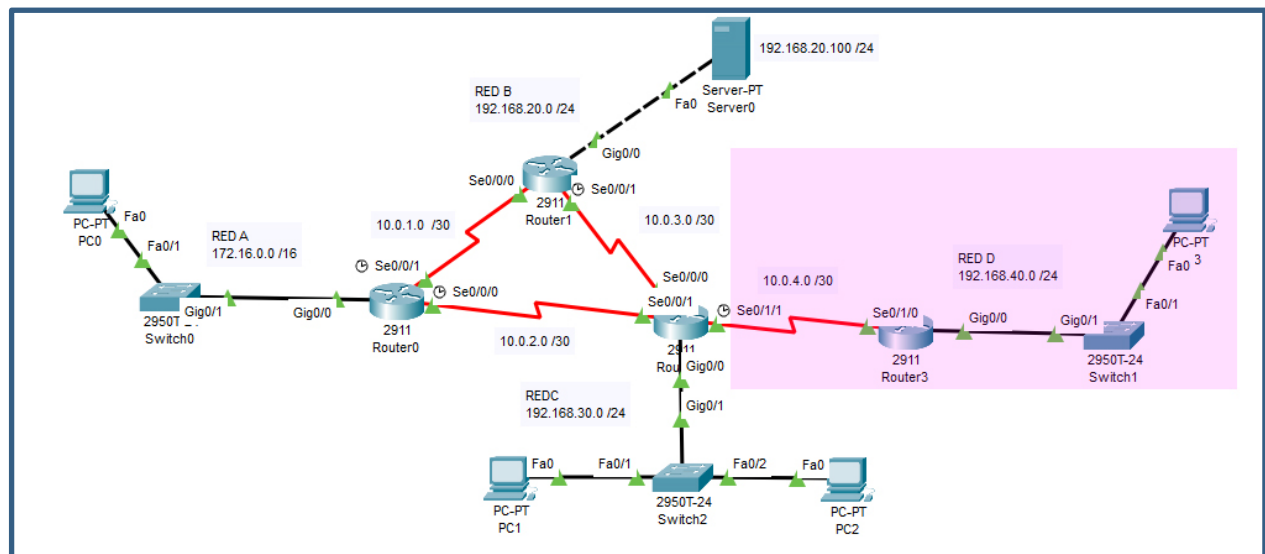 192.168.20.100 /24
Server-PT
Server0
Fa0
RED B
192.168.20.0 /24
Gig0/0
Se0/0/0
Se0/0/1
2911
Router1
PC-PT
PC0
Fa0
Fa0/1
RED A
172.16.0.0 /16
10.0.1.0 /30
10.0.3.0 /30
Se0/0/1
Se0/0/0
Gig0/1
Gig0/0
2950T-24
Switch0
2911
Router0
10.0.2.0 /30
Se0/0/0
Se0/0/1
Se0/1/1
2911
Gig0/0
10.0.4.0 /30
Se0/1/0
2911
Router3
RED D
192.168.40.0 /24
Gig0/0
Gig0/1
PC-PT
3
Fa0
Fa0/1
2950T-24
Switch1
REDC
192.168.30.0 /24
Gig0/1
Fa0
Fa0/1
Fa0/2
Fa0
PC-PT
PC1
2950T-24
Switch2
PC-PT
PC2